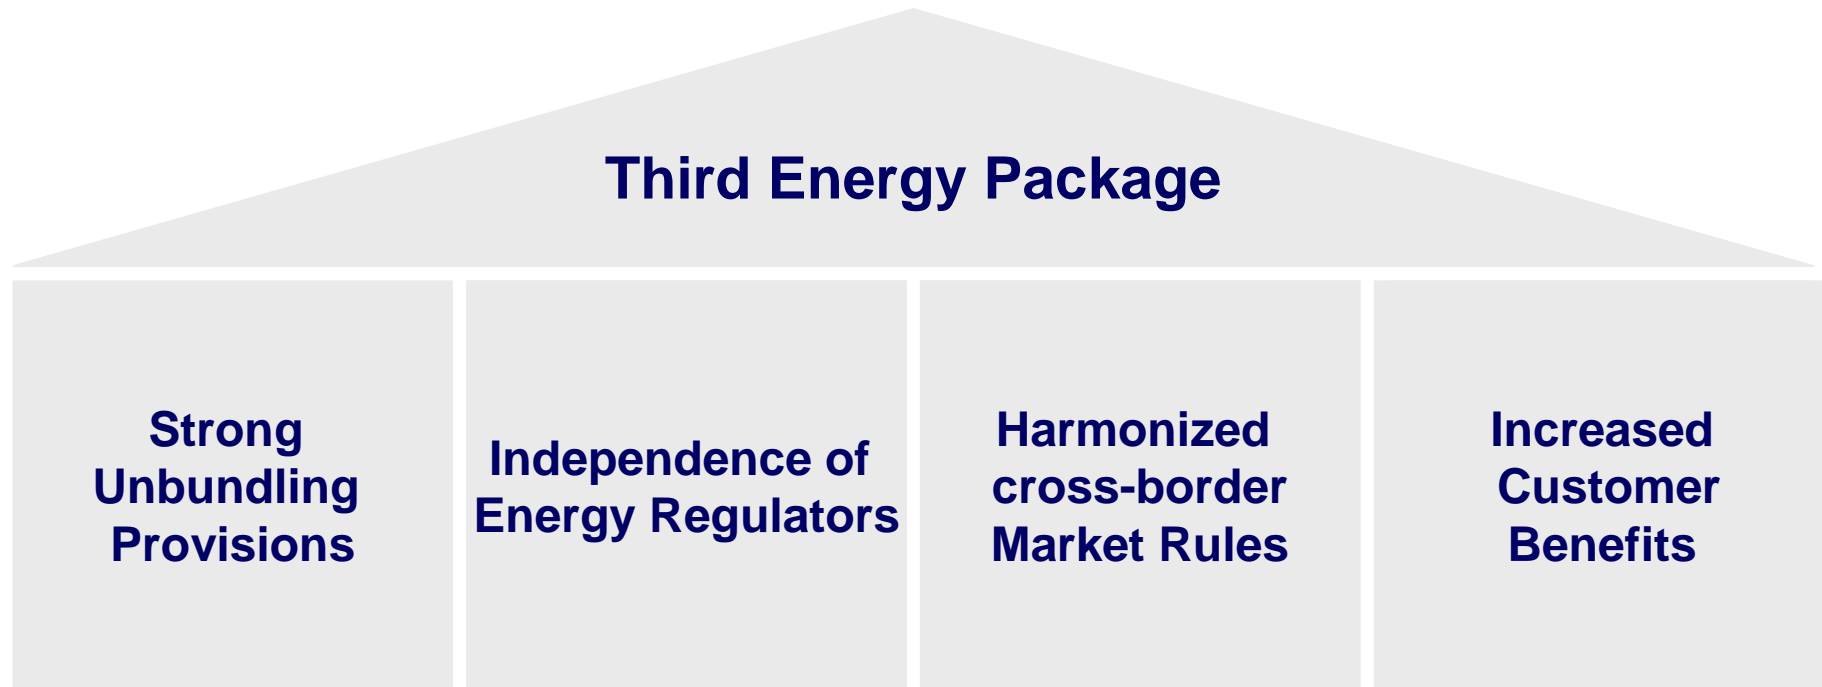 Third Energy Package
Strong
Unbundling
Provisions
Independence of
Energy Regulators
Harmonized
cross-border
Market Rules
Increased
Customer
Benefits